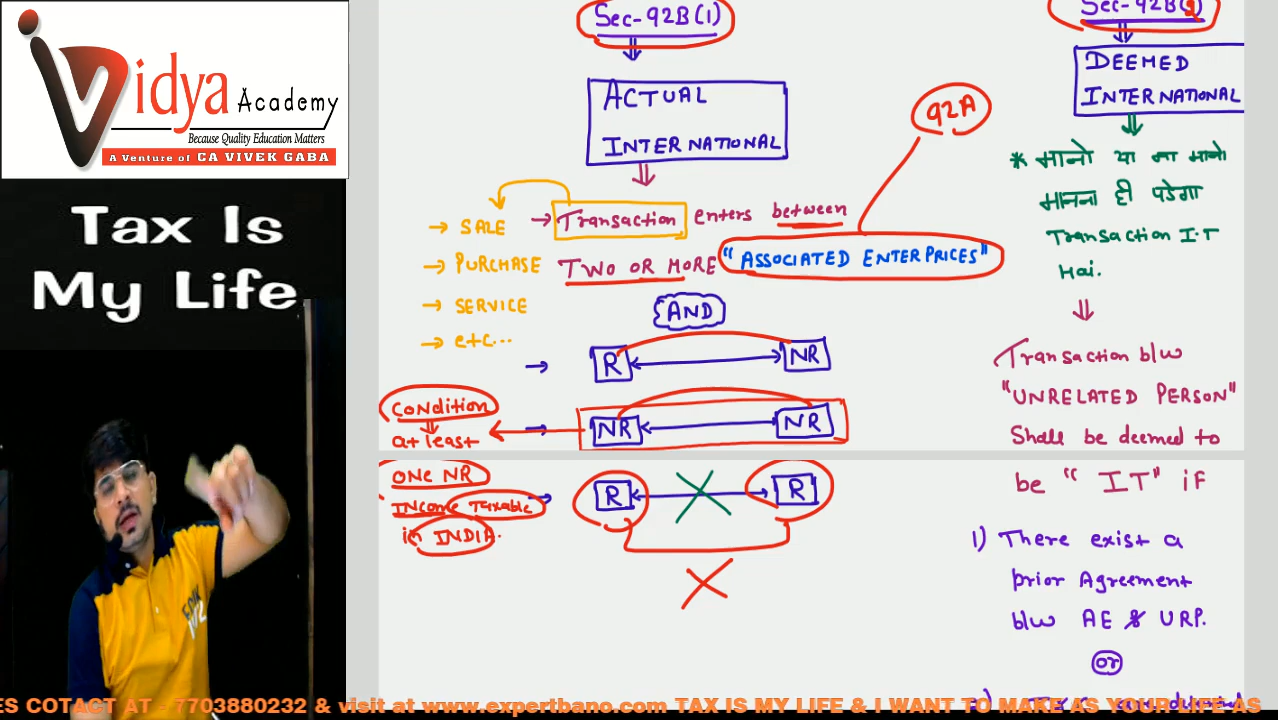 Vidya Academy
Because Quality Education Matters
A Venture of CA VIVEK GABA
Tax Is
My Life
Sec-92B(1)
ACTUAL
INTERNATIONAL
92A
→ Transaction enters between
TWO OR MORE "ASSOCIATED ENTERPRICES"
→ SALE
→ PURCHASE
→ SERVICE
→ etc...
AND
→ R NR
→ NR NR
→ R R
Condition
at least
ONE NR
Income Taxable
in INDIA.
Sec-92B(2)
DEEMED
INTERNATIONAL
* मानो या ना मानो
मानना ही पडेगा
Transaction I.T
Hai.
Transaction b/w
"UNRELATED PERSON"
Shall be deemed to
be "IT" if
1) There exist a
prior Agreement
b/w AE & URP.
or
ES COTACT AT - 7703880232 & visit at www.expertbano.com TAX IS MY LIFE & I WANT TO MAKE AS YOUR LIFE AS